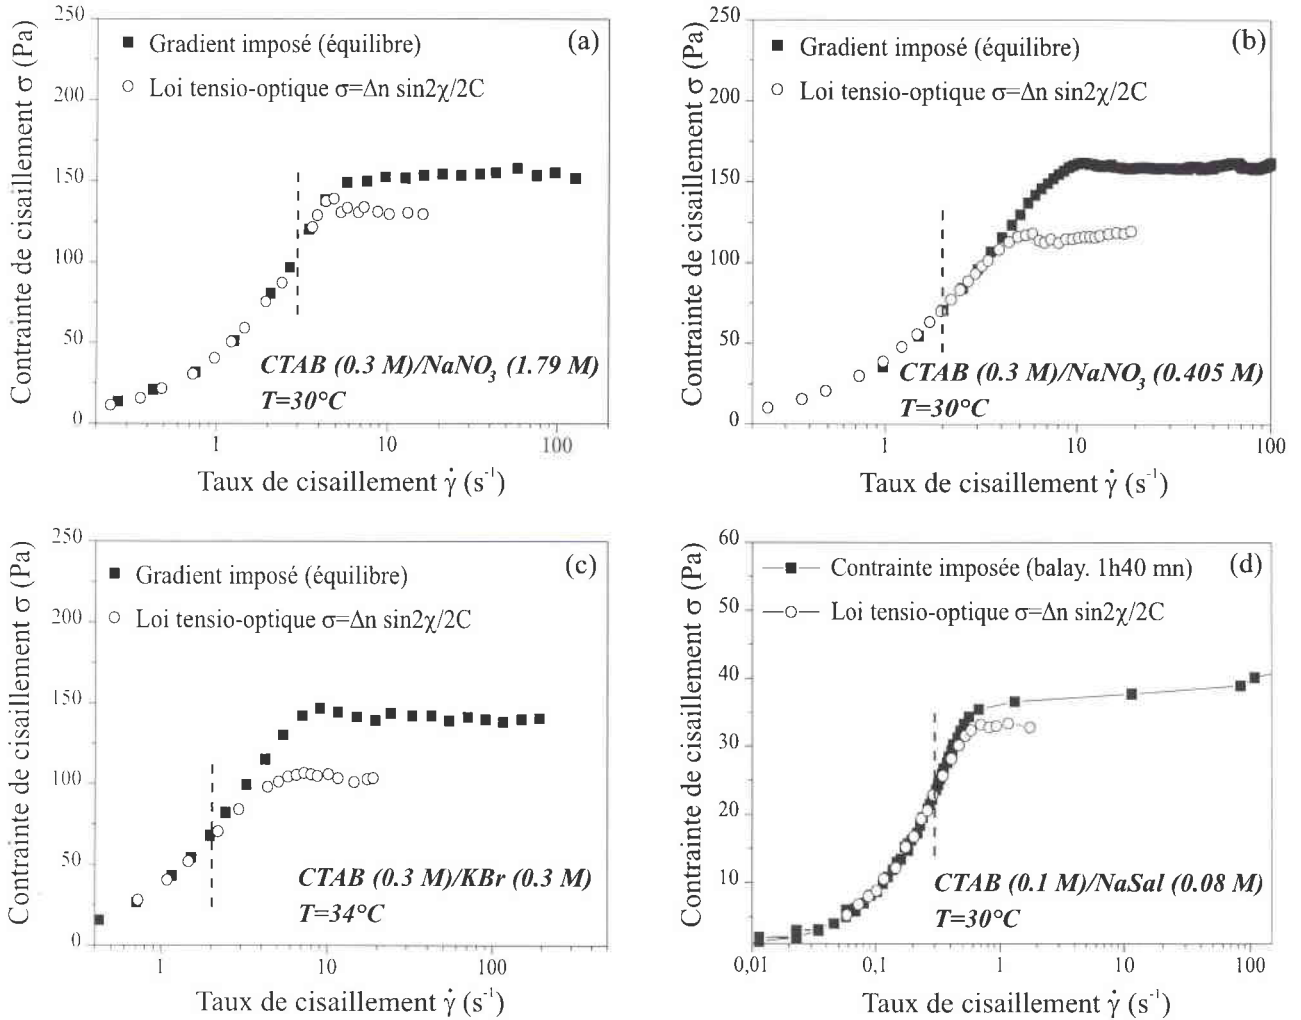 250
200
150
100
50
0
Contrainte de cisaillement σ (Pa)
(a)
Gradient imposé (équilibre)
Loi tensio-optique σ=Δn sin2χ/2C
CTAB (0.3 M)/NaNO₃ (1.79 M)
T=30°C
1 10 100
Taux de cisaillement γ̇ (s⁻¹)
250
200
150
100
50
0
Contrainte de cisaillement σ (Pa)
(b)
Gradient imposé (équilibre)
Loi tensio-optique σ=Δn sin2χ/2C
CTAB (0.3 M)/NaNO₃ (0.405 M)
T=30°C
1 10 100
Taux de cisaillement γ̇ (s⁻¹)
250
200
150
100
50
0
Contrainte de cisaillement σ (Pa)
(c)
Gradient imposé (équilibre)
Loi tensio-optique σ=Δn sin2χ/2C
CTAB (0.3 M)/KBr (0.3 M)
T=34°C
1 10 100
Taux de cisaillement γ̇ (s⁻¹)
60
50
40
30
20
10
Contrainte de cisaillement σ (Pa)
(d)
Contrainte imposée (balay. 1h40 mn)
Loi tensio-optique σ=Δn sin2χ/2C
CTAB (0.1 M)/NaSal (0.08 M)
T=30°C
0,01 0,1 1 10 100
Taux de cisaillement γ̇ (s⁻¹)